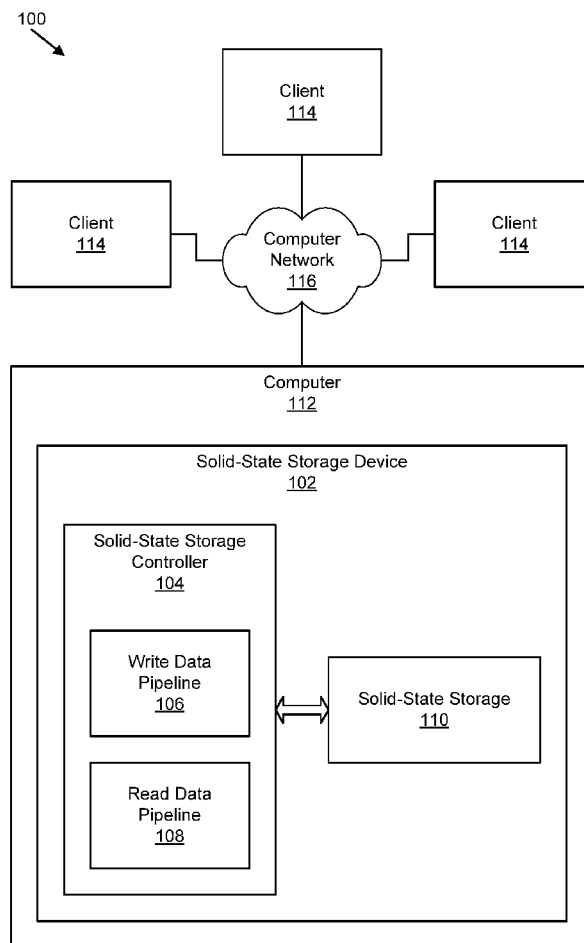 100
Client
114
Client
114
Client
114
Computer
Network
116
Computer
112
Solid-State Storage Device
102
Solid-State Storage
Controller
104
Write Data
Pipeline
106
Solid-State Storage
110
Read Data
Pipeline
108